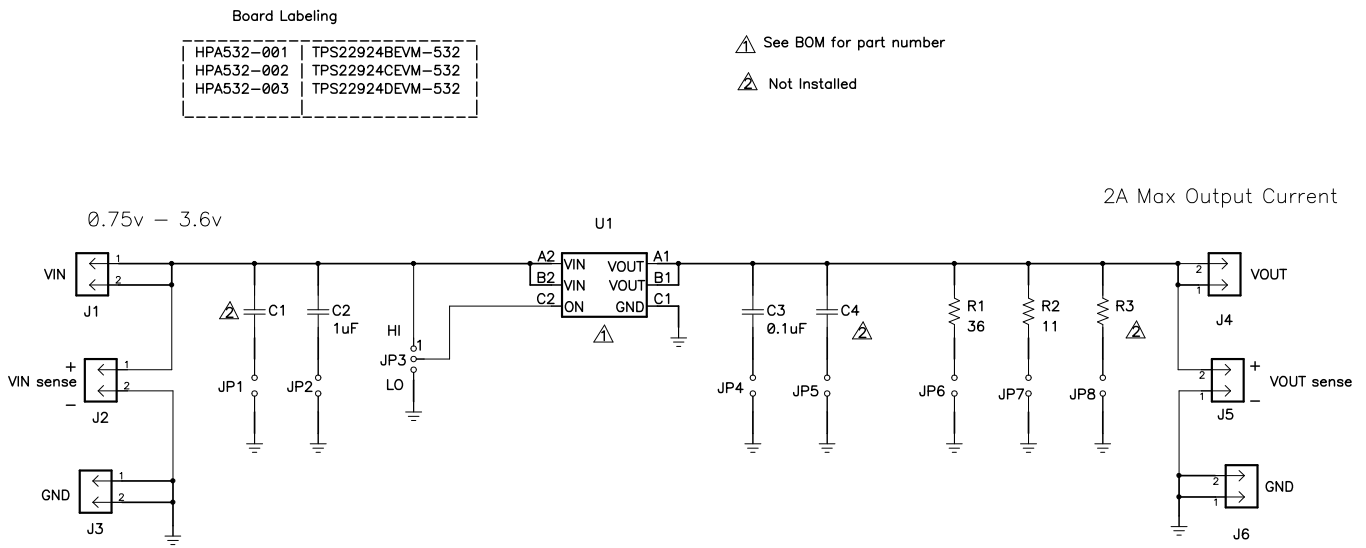 Board Labeling
HPA532-001 TPS22924BEVM-532
HPA532-002 TPS22924CEVM-532
HPA532-003 TPS22924DEVM-532
1 See BOM for part number
2 Not Installed
2A Max Output Current
0.75v - 3.6v
U1
VIN
1
2
J1
A2 VIN VOUT A1
B2 VIN VOUT B1
C2 ON GND C1
1
2
1
VOUT
J4
2 C1
C2
1uF
HI
1
JP3
LO
C3
0.1uF
C4
2
R1
36
R2
11
R3
2
VIN sense
+
-
1
2
J2
JP1
JP2
JP4
JP5
JP6
JP7
JP8
2
1
+
-
VOUT sense
J5
GND
1
2
J3
2
1
GND
J6